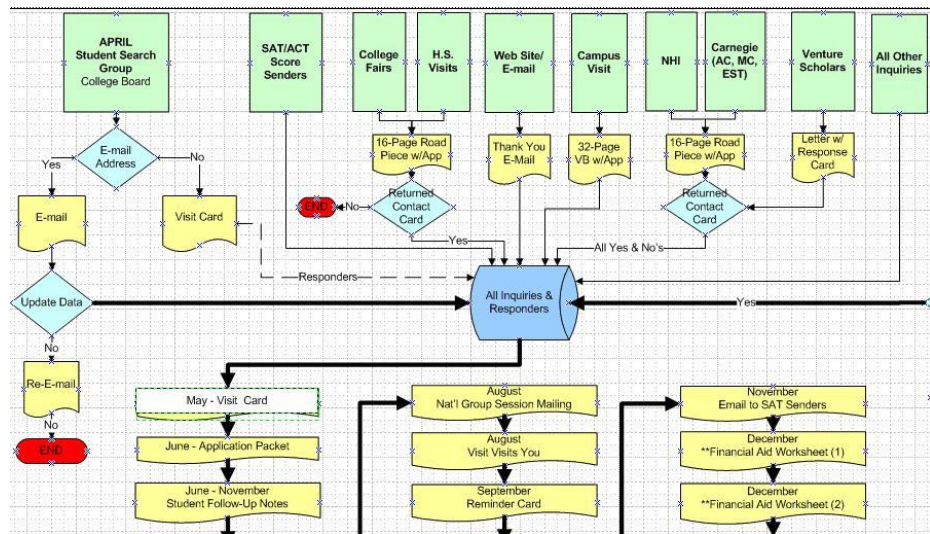 APRIL
Student Search
Group
College Board
SAT/ACT
Score
Senders
College
Fairs
H.S.
Visits
Web Site/
E-mail
Campus
Visit
NHI
Carnegie
(AC, MC,
EST)
Venture
Scholars
All Other
Inquiries
E-mail
Address
Yes
No
16-Page Road
Piece w/App
Thank You
E-Mail
32-Page
VB w/App
16-Page Road
Piece w/App
Letter w/
Response
Card
E-mail
Visit Card
END
No
Returned
Contact
Card
Returned
Contact
Card
Yes
All Yes & No's
Responders
Update Data
All Inquiries &
Responders
Yes
No
Re-E-mail
No
END
May - Visit Card
June - Application Packet
June - November
Student Follow-Up Notes
August
Nat'l Group Session Mailing
August
Visit Visits You
September
Reminder Card
November
Email to SAT Senders
December
**Financial Aid Worksheet (1)
December
**Financial Aid Worksheet (2)